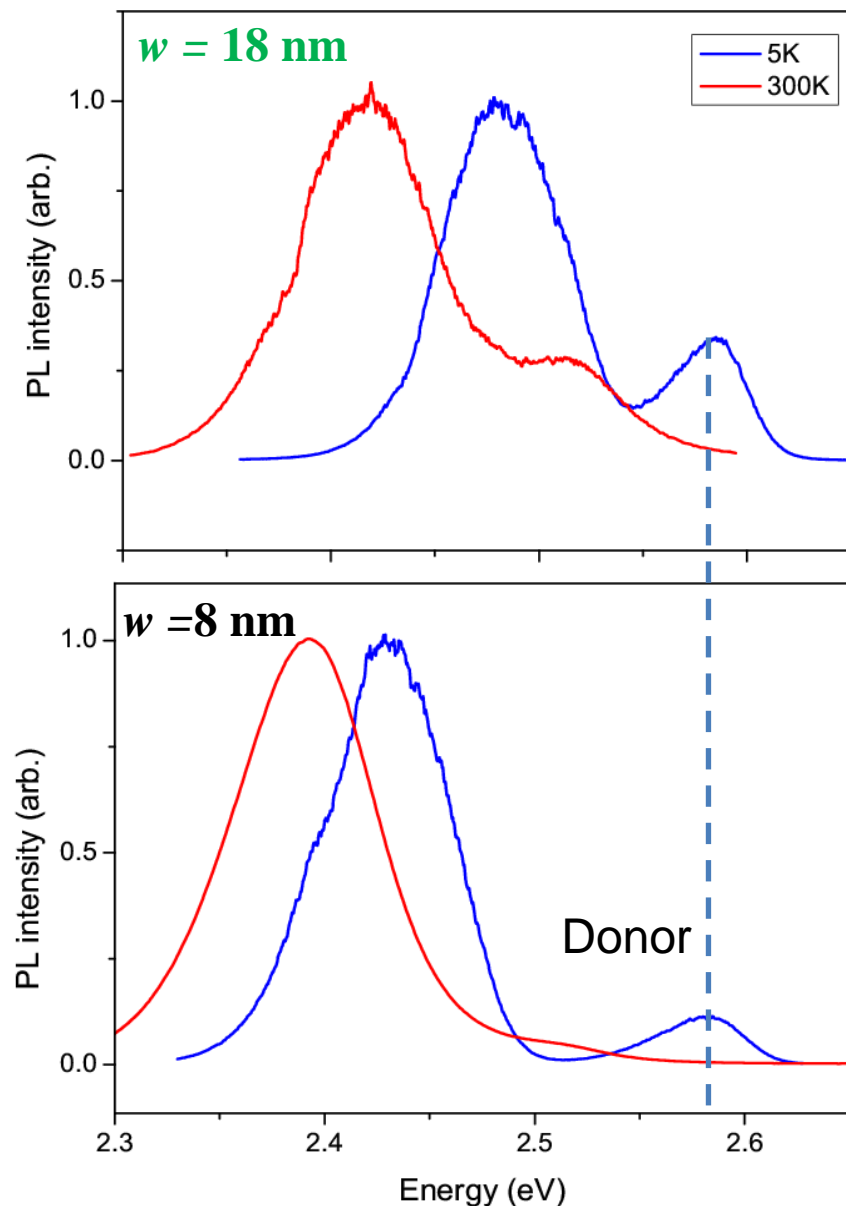 w = 18 nm
5K
300K
1.0
0.5
0.0
PL intensity (arb.)
w =8 nm
1.0
0.5
0.0
PL intensity (arb.)
Donor
2.3 2.4 2.5 2.6
Energy (eV)